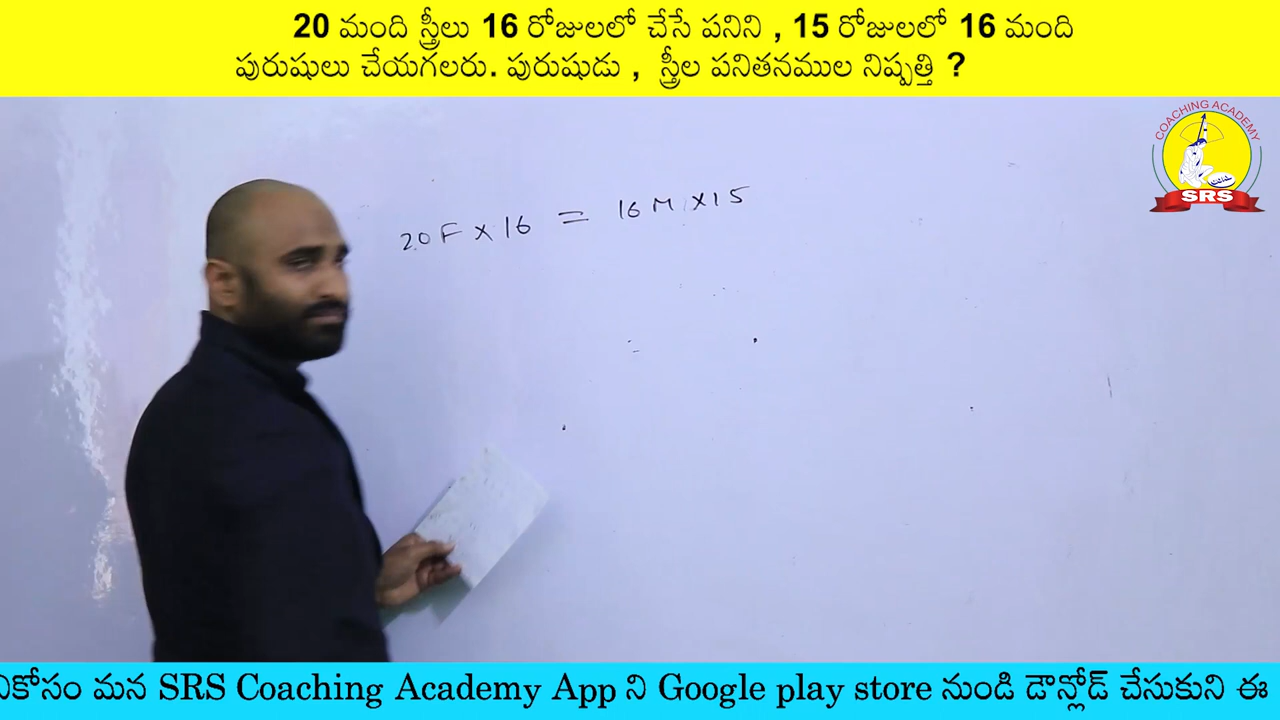 20 మంది స్త్రీలు 16 రోజులలో చేసే పనిని , 15 రోజులలో 16 మంది
పురుషులు చేయగలరు. పురుషుడు , స్త్రీల పనితనముల నిష్పత్తి ?
COACHING ACADEMY
SRS
20F × 16 = 16M × 15
నికోసం మన SRS Coaching Academy App ని Google play store నుండి డౌన్లోడ్ చేసుకుని ఈ